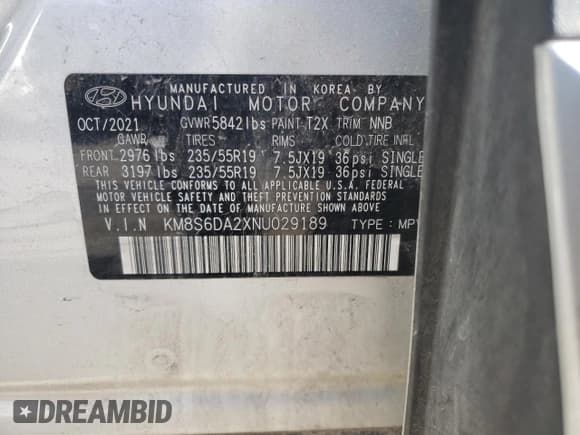 MANUFACTURED IN KOREA BY
HYUNDAI MOTOR COMPANY
OCT/2021 GVWR 5842lbs PAINT T2X TRIM NNB
GAWR TIRES RIMS COLD TIRE INFL
FRONT 2976 lbs 235/55R19 7.5JX19 36psi SINGLE
REAR 3197 lbs 235/55R19 7.5JX19 36psi SINGLE
THIS VEHICLE CONFORMS TO ALL APPLICABLE U.S.A. FEDERAL
MOTOR VEHICLE SAFETY, BUMPER, AND THEFT PREVENTION
STANDARDS IN EFFECT ON THE DATE OF MANUFACTURE SHOWN ABOVE.
V.I.N KM8S6DA2XNU029189 TYPE : MPV
DREAMBID